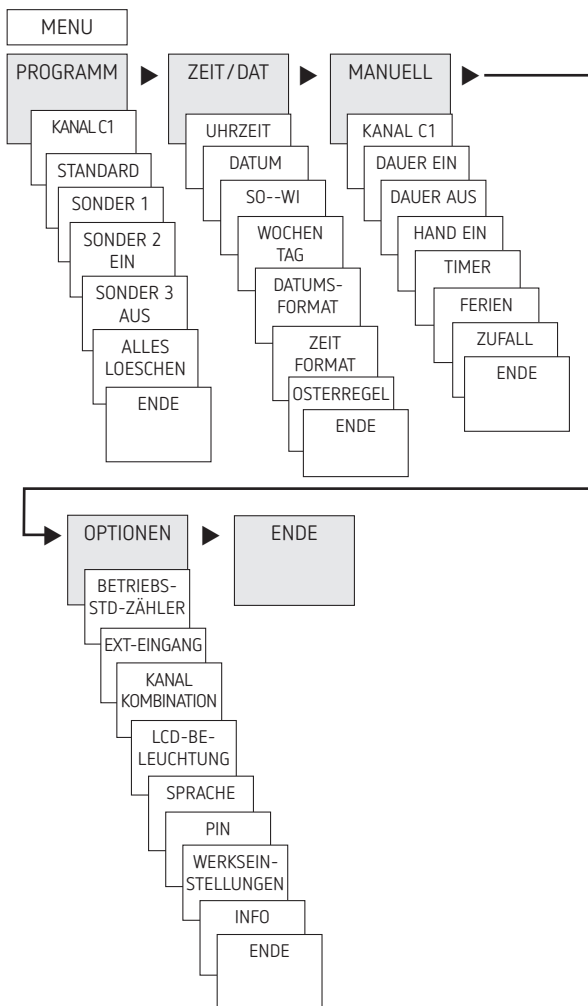 MENU
PROGRAMM
KANAL C1
STANDARD
SONDER 1
SONDER 2
EIN
SONDER 3
AUS
ALLES
LOESCHEN
ENDE
ZEIT/DAT
UHRZEIT
DATUM
SO--WI
WOCHEN
TAG
DATUMS-
FORMAT
ZEIT
FORMAT
OSTERREGEL
ENDE
MANUELL
KANAL C1
DAUER EIN
DAUER AUS
HAND EIN
TIMER
FERIEN
ZUFALL
ENDE
OPTIONEN
BETRIEBS-
STD-ZÄHLER
EXT-EINGANG
KANAL
KOMBINATION
LCD-BE-
LEUCHTUNG
SPRACHE
PIN
WERKSEIN-
STELLUNGEN
INFO
ENDE
ENDE